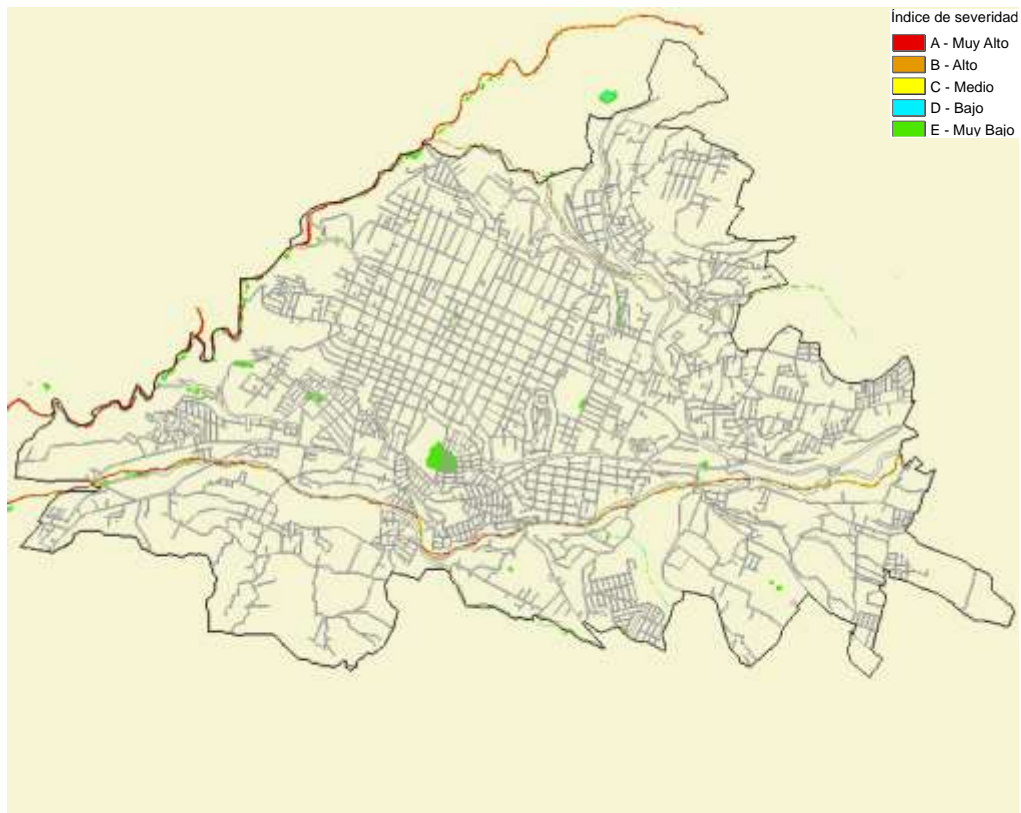 Índice de severidad
A - Muy Alto
B - Alto
C - Medio
D - Bajo
E - Muy Bajo